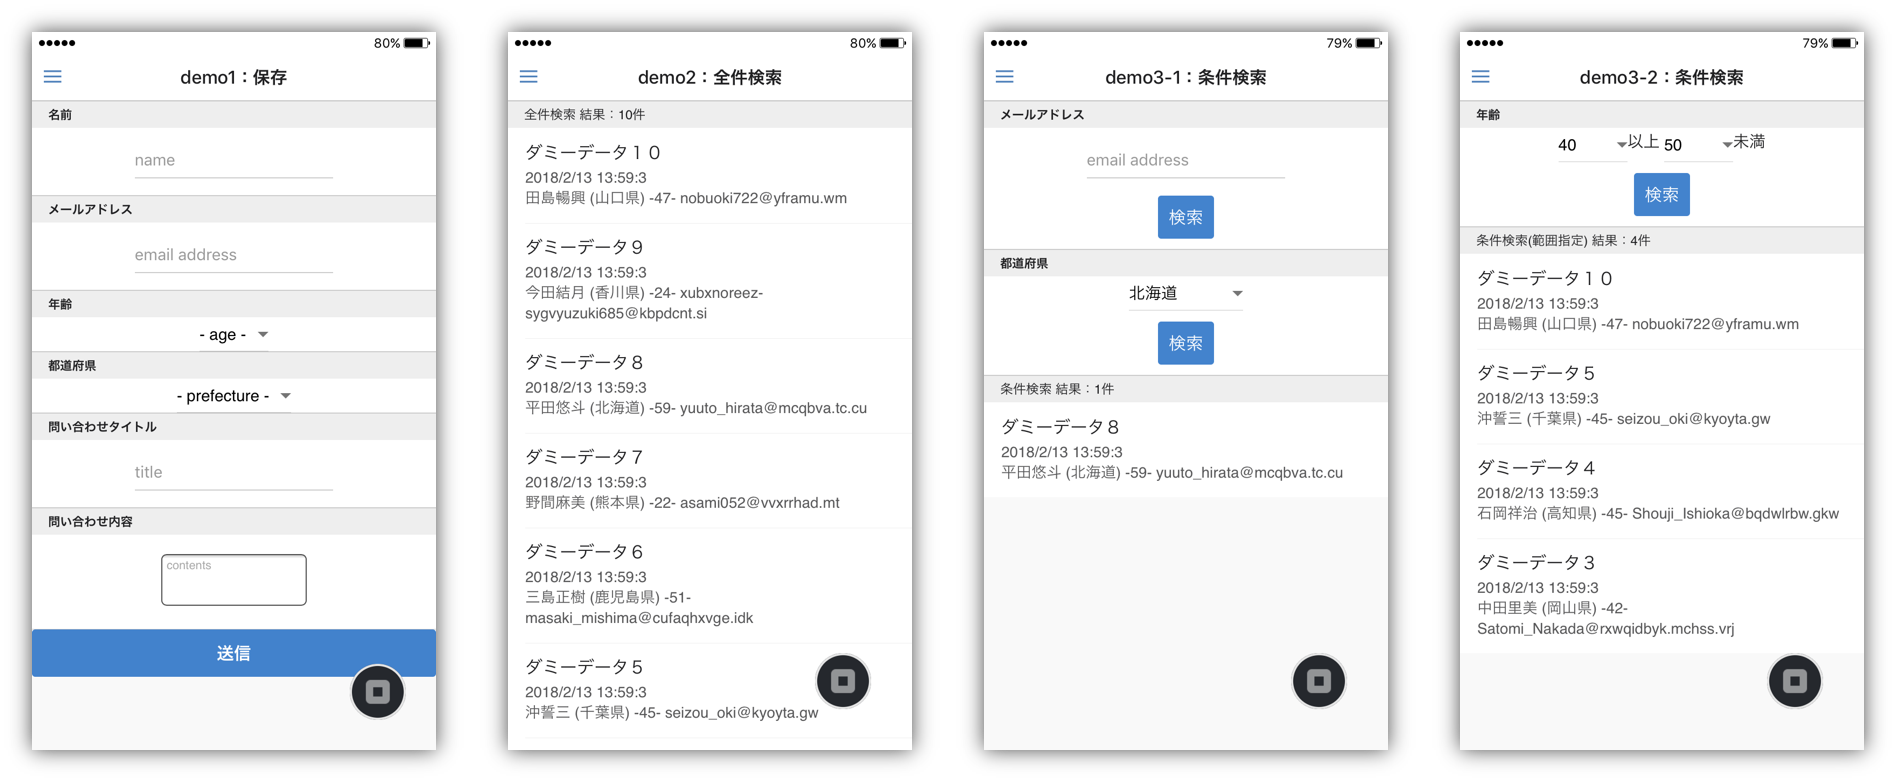 80%
demo1：保存
名前
name
メールアドレス
email address
年齢
- age -
都道府県
- prefecture -
問い合わせタイトル
title
問い合わせ内容
contents
送信
80%
demo2：全件検索
全件検索 結果：10件
ダミーデータ１０
2018/2/13 13:59:3
田島暢興 (山口県) -47- nobuoki722@yframu.wm
ダミーデータ９
2018/2/13 13:59:3
今田結月 (香川県) -24- xubxnoreez-
sygvyuzuki685@kbpdcnt.si
ダミーデータ８
2018/2/13 13:59:3
平田悠斗 (北海道) -59- yuuto_hirata@mcqbva.tc.cu
ダミーデータ７
2018/2/13 13:59:3
野間麻美 (熊本県) -22- asami052@vvxrrhad.mt
ダミーデータ６
2018/2/13 13:59:3
三島正樹 (鹿児島県) -51-
masaki_mishima@cufaqhxvge.idk
ダミーデータ５
2018/2/13 13:59:3
沖誓三 (千葉県) -45- seizou_oki@kyoyta.gw
79%
demo3-1：条件検索
メールアドレス
email address
検索
都道府県
北海道
検索
条件検索 結果：1件
ダミーデータ８
2018/2/13 13:59:3
平田悠斗 (北海道) -59- yuuto_hirata@mcqbva.tc.cu
79%
demo3-2：条件検索
年齢
40 以上 50 未満
検索
条件検索(範囲指定) 結果：4件
ダミーデータ１０
2018/2/13 13:59:3
田島暢興 (山口県) -47- nobuoki722@yframu.wm
ダミーデータ５
2018/2/13 13:59:3
沖誓三 (千葉県) -45- seizou_oki@kyoyta.gw
ダミーデータ４
2018/2/13 13:59:3
石岡祥治 (高知県) -45- Shouji_Ishioka@bqdwlrbw.gkw
ダミーデータ３
2018/2/13 13:59:3
中田里美 (岡山県) -42-
Satomi_Nakada@rxwqidbyk.mchss.vrj